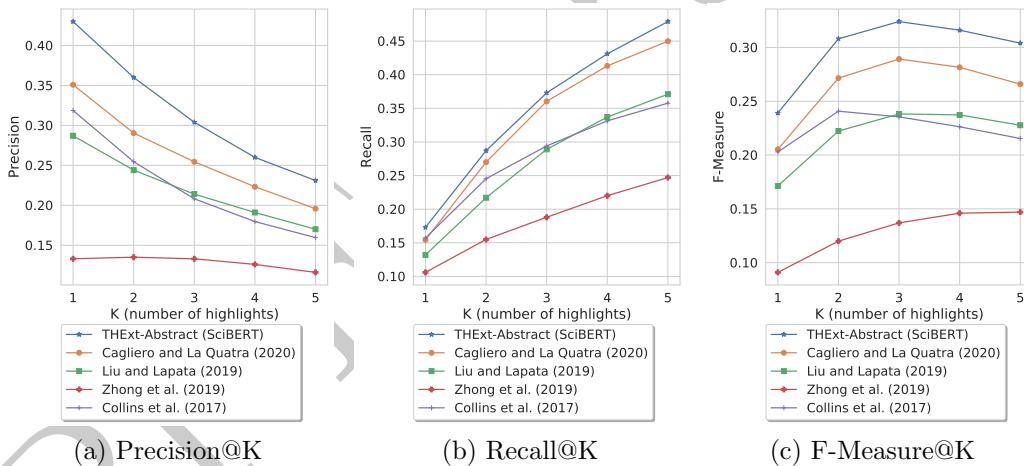 0.40
0.35
0.30
0.25
0.20
0.15
Precision
1 2 3 4 5
K (number of highlights)
THExt-Abstract (SciBERT)
Cagliero and La Quatra (2020)
Liu and Lapata (2019)
Zhong et al. (2019)
Collins et al. (2017)
(a) Precision@K
0.45
0.40
0.35
0.30
0.25
0.20
0.15
0.10
Recall
1 2 3 4 5
K (number of highlights)
THExt-Abstract (SciBERT)
Cagliero and La Quatra (2020)
Liu and Lapata (2019)
Zhong et al. (2019)
Collins et al. (2017)
(b) Recall@K
0.30
0.25
0.20
0.15
0.10
F-Measure
1 2 3 4 5
K (number of highlights)
THExt-Abstract (SciBERT)
Cagliero and La Quatra (2020)
Liu and Lapata (2019)
Zhong et al. (2019)
Collins et al. (2017)
(c) F-Measure@K